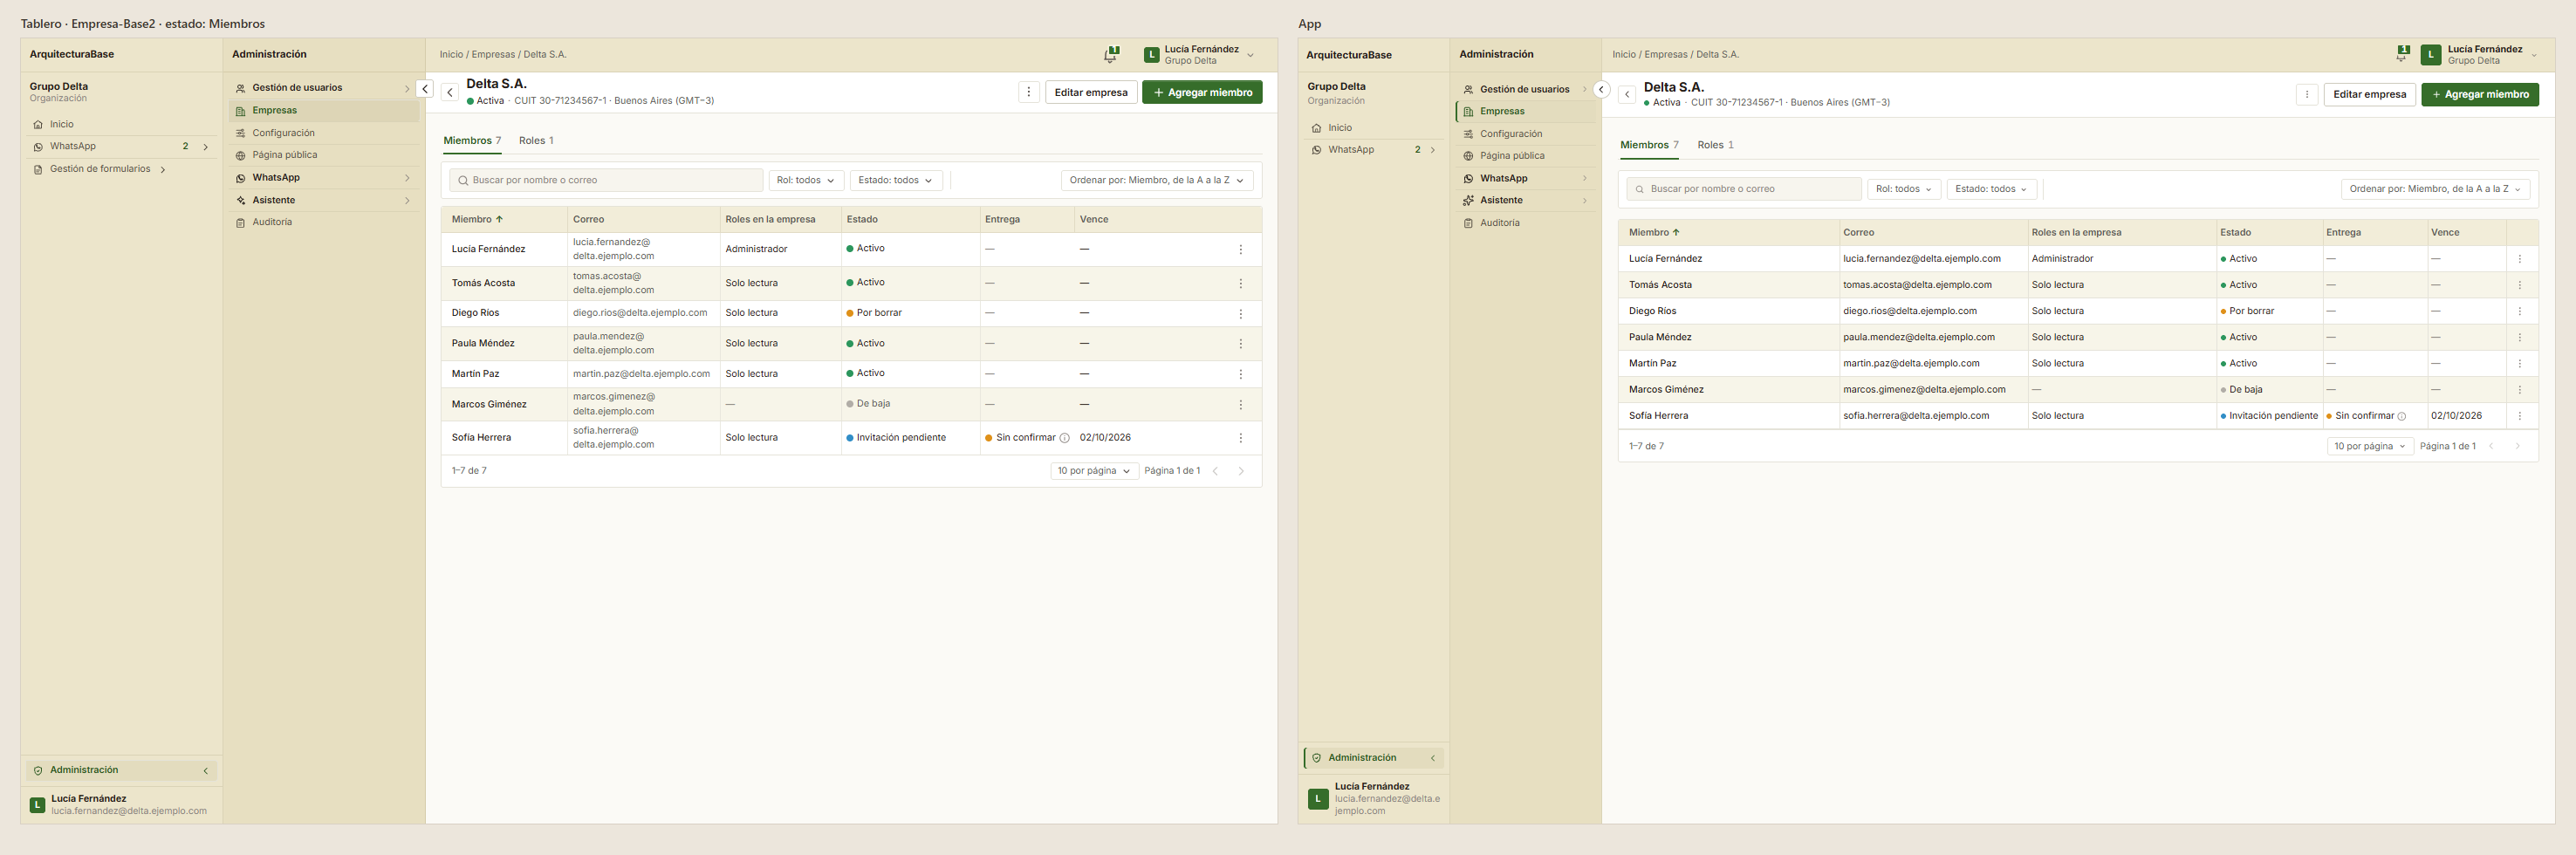 Tablero · Empresa-Base2 · estado: Miembros
ArquitecturaBase
Grupo Delta
Organización
Inicio
WhatsApp 2
Gestión de formularios
Administración
Lucía Fernández
lucia.fernandez@delta.ejemplo.com
Administración
Gestión de usuarios
Empresas
Configuración
Página pública
WhatsApp
Asistente
Auditoría
Inicio / Empresas / Delta S.A.
1
L
Lucía Fernández
Grupo Delta
Delta S.A.
Activa · CUIT 30-71234567-1 · Buenos Aires (GMT−3)
Editar empresa
+ Agregar miembro
Miembros 7 Roles 1
Buscar por nombre o correo Rol: todos Estado: todos Ordenar por: Miembro, de la A a la Z
Miembro ↑ Correo Roles en la empresa Estado Entrega Vence
Lucía Fernández lucia.fernandez@
delta.ejemplo.com Administrador Activo — —
Tomás Acosta tomas.acosta@
delta.ejemplo.com Solo lectura Activo — —
Diego Ríos diego.rios@delta.ejemplo.com Solo lectura Por borrar — —
Paula Méndez paula.mendez@
delta.ejemplo.com Solo lectura Activo — —
Martín Paz martin.paz@delta.ejemplo.com Solo lectura Activo — —
Marcos Giménez marcos.gimenez@
delta.ejemplo.com — De baja — —
Sofía Herrera sofia.herrera@
delta.ejemplo.com Solo lectura Invitación pendiente Sin confirmar 02/10/2026
1–7 de 7 10 por página Página 1 de 1
L
App
ArquitecturaBase
Grupo Delta
Organización
Inicio
WhatsApp 2
Administración
L
Lucía Fernández
lucia.fernandez@delta.e
jemplo.com
Administración
Gestión de usuarios
Empresas
Configuración
Página pública
WhatsApp
Asistente
Auditoría
Inicio / Empresas / Delta S.A.
1
L
Lucía Fernández
Grupo Delta
Delta S.A.
Activa · CUIT 30-71234567-1 · Buenos Aires (GMT−3)
Editar empresa
+ Agregar miembro
Miembros 7 Roles 1
Buscar por nombre o correo Rol: todos Estado: todos Ordenar por: Miembro, de la A a la Z
Miembro ↑ Correo Roles en la empresa Estado Entrega Vence
Lucía Fernández lucia.fernandez@delta.ejemplo.com Administrador Activo — —
Tomás Acosta tomas.acosta@delta.ejemplo.com Solo lectura Activo — —
Diego Ríos diego.rios@delta.ejemplo.com Solo lectura Por borrar — —
Paula Méndez paula.mendez@delta.ejemplo.com Solo lectura Activo — —
Martín Paz martin.paz@delta.ejemplo.com Solo lectura Activo — —
Marcos Giménez marcos.gimenez@delta.ejemplo.com — De baja — —
Sofía Herrera sofia.herrera@delta.ejemplo.com Solo lectura Invitación pendiente Sin confirmar 02/10/2026
1–7 de 7 10 por página Página 1 de 1